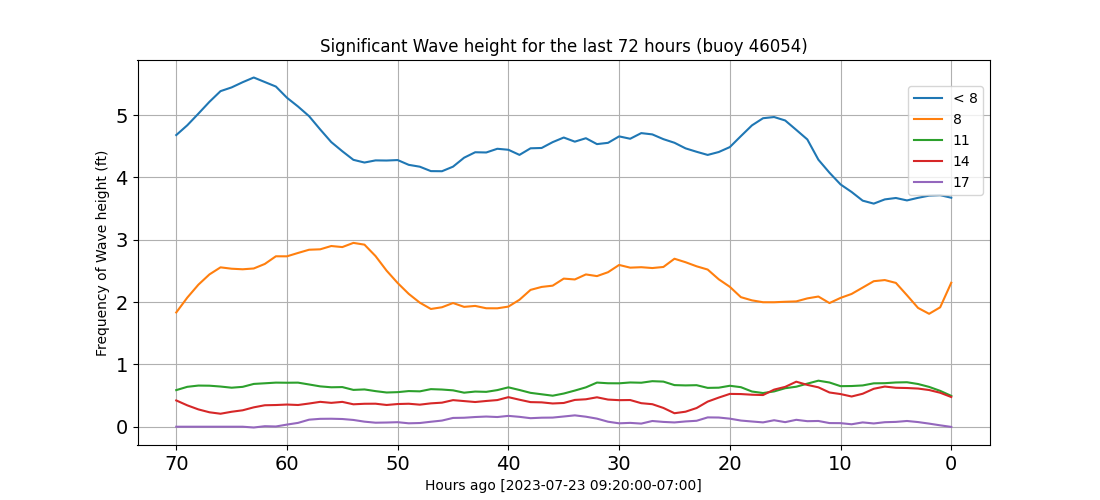 Significant Wave height for the last 72 hours (buoy 46054)
Frequency of Wave height (ft)
5
4
3
2
1
0
< 8
8
11
14
17
70 60 50 40 30 20 10 0
Hours ago [2023-07-23 09:20:00-07:00]